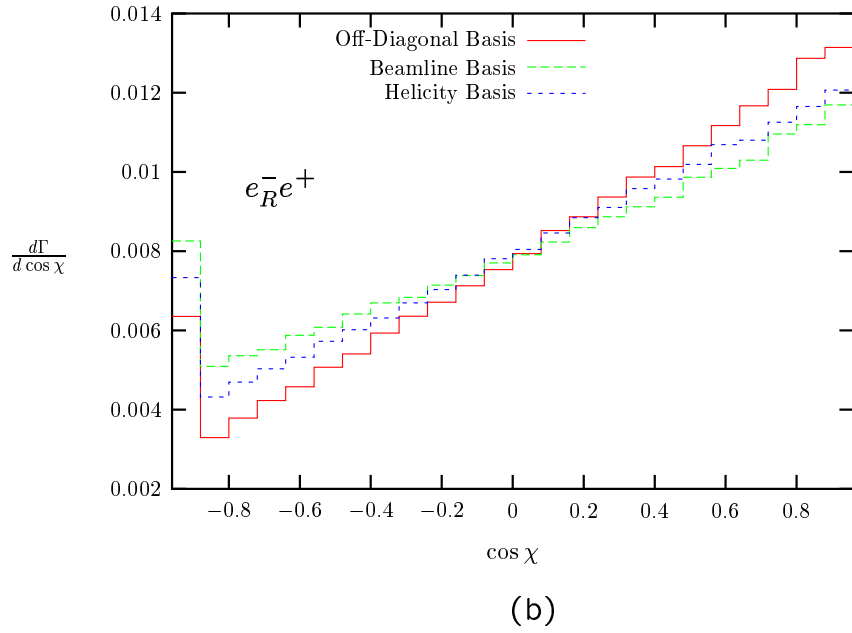 0.014
Off-Diagonal Basis
Beamline Basis
Helicity Basis
0.012
0.01
e_R^- e^+
0.008
dΓ
d cos χ
0.006
0.004
0.002
−0.8 −0.6 −0.4 −0.2 0 0.2 0.4 0.6 0.8
cos χ
(b)